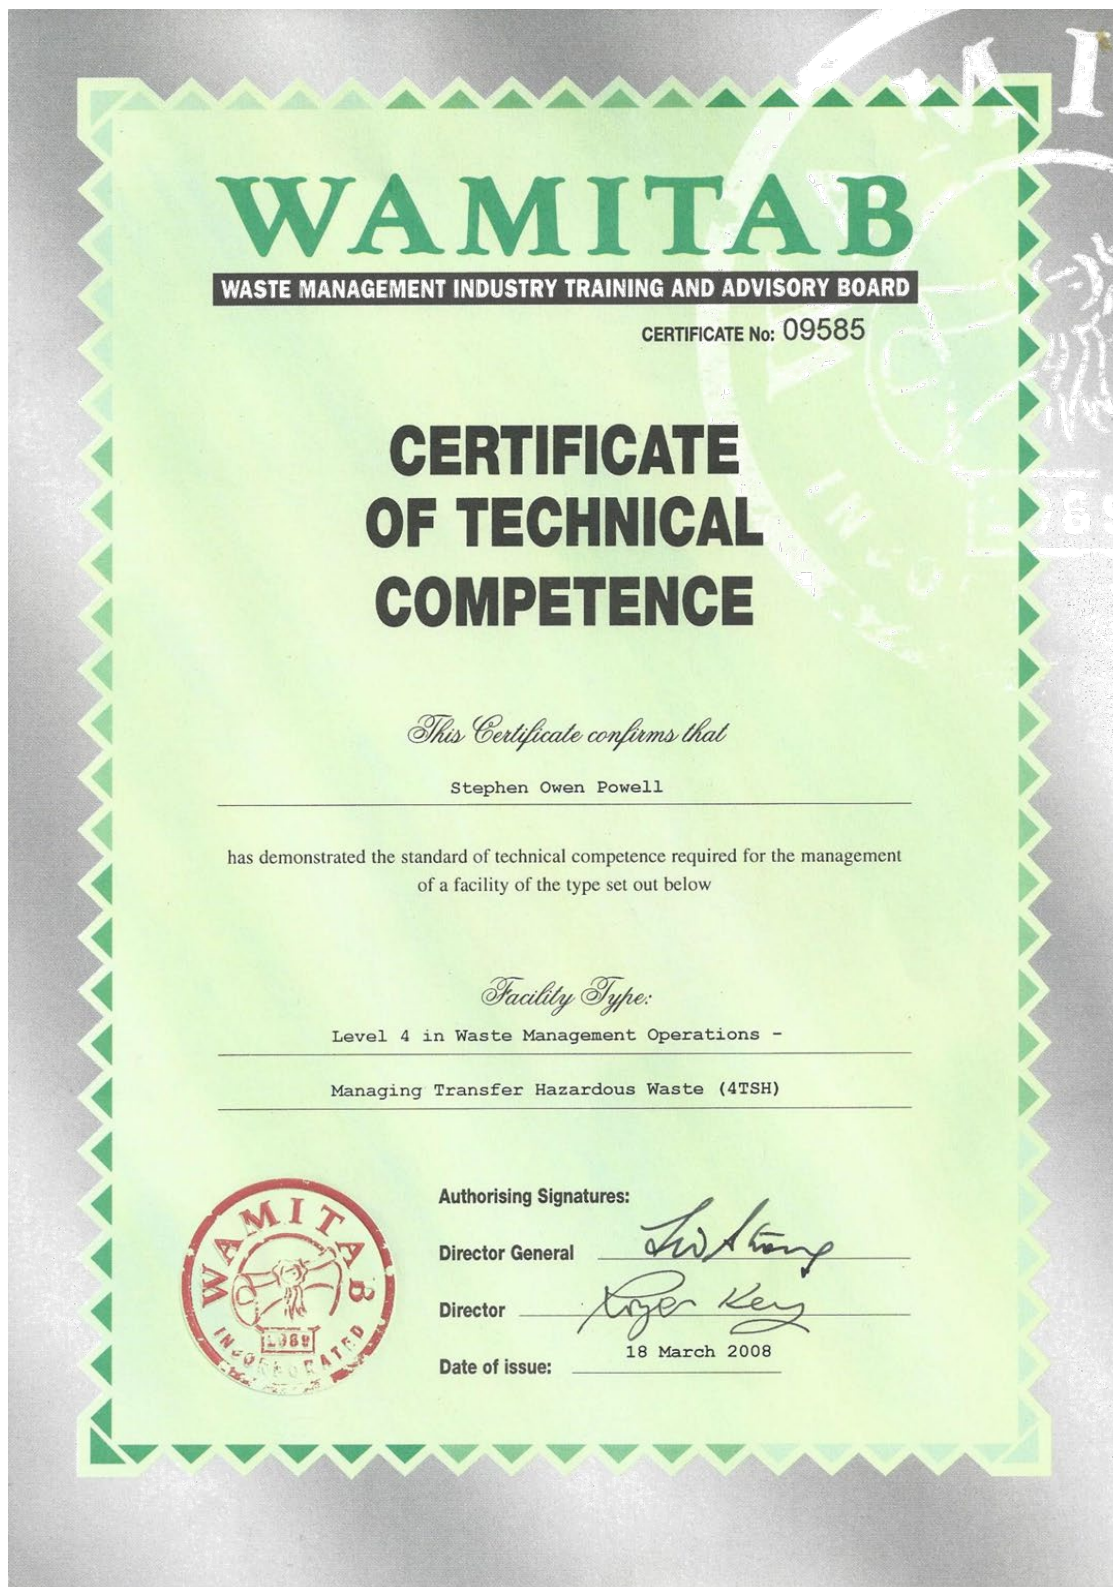 WAMITAB
WASTE MANAGEMENT INDUSTRY TRAINING AND ADVISORY BOARD
CERTIFICATE No: 09585
CERTIFICATE
OF TECHNICAL
COMPETENCE
This Certificate confirms that
Stephen Owen Powell
has demonstrated the standard of technical competence required for the management
of a facility of the type set out below
Facility Type:
Level 4 in Waste Management Operations -
Managing Transfer Hazardous Waste (4TSH)
Authorising Signatures:
Director General
Director Roger Key
Date of issue: 18 March 2008
WAMITAB
INCORPORATED
1989